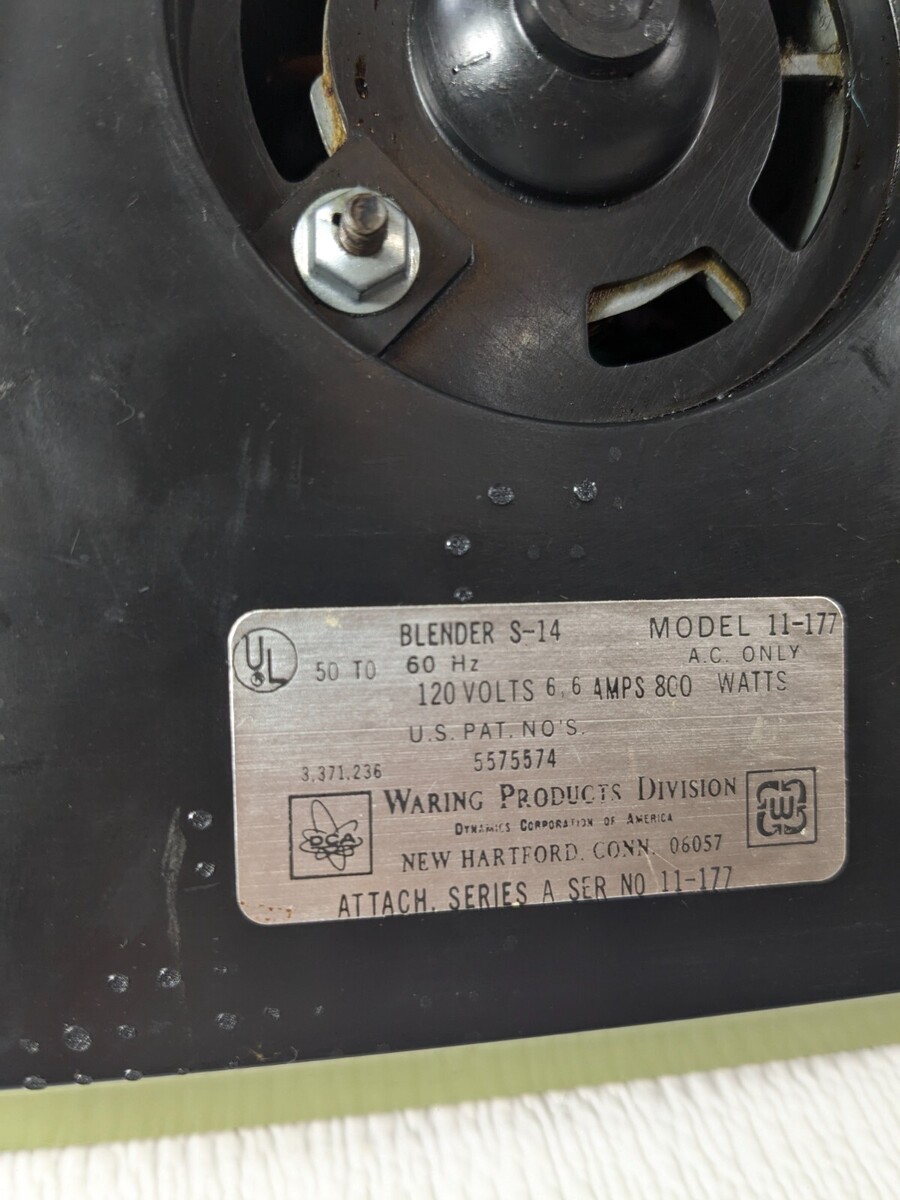 UL
BLENDER S-14 MODEL 11-177
50 TO 60 Hz A.C. ONLY
120 VOLTS 6.6 AMPS 800 WATTS
U.S. PAT. NO'S.
3,371,236 5575574
WARING PRODUCTS DIVISION
DCA
DYNAMICS CORPORATION OF AMERICA
W
NEW HARTFORD. CONN. 06057
ATTACH. SERIES A SER NO 11-177